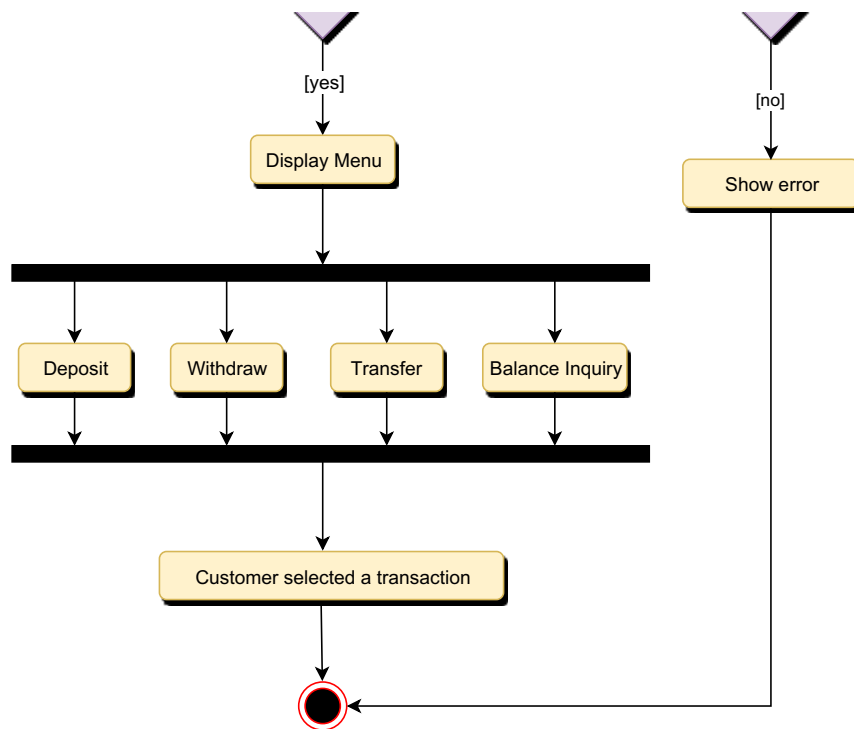 [yes]
[no]
Display Menu
Show error
Deposit
Withdraw
Transfer
Balance Inquiry
Customer selected a transaction